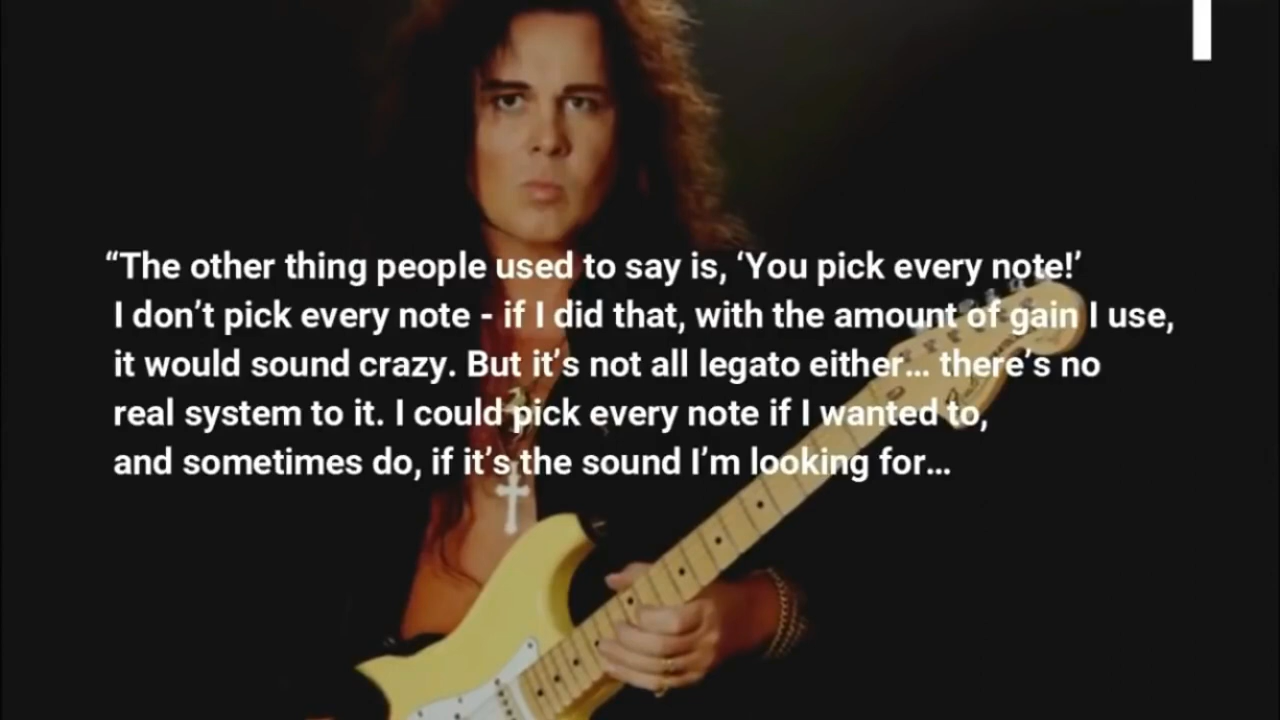 “The other thing people used to say is, ‘You pick every note!’
I don’t pick every note - if I did that, with the amount of gain I use,
it would sound crazy. But it’s not all legato either... there’s no
real system to it. I could pick every note if I wanted to,
and sometimes do, if it’s the sound I’m looking for...